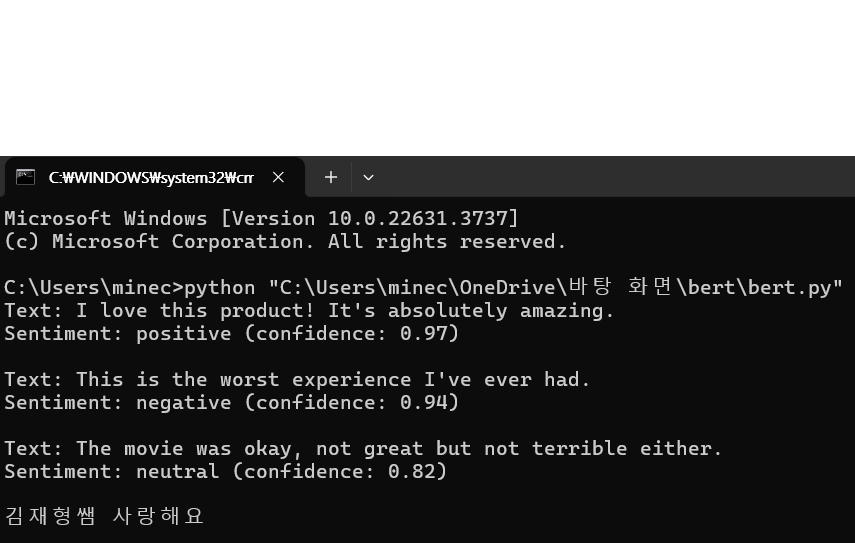 C:₩WINDOWS₩system32₩cm
Microsoft Windows [Version 10.0.22631.3737]
(c) Microsoft Corporation. All rights reserved.
C:\Users\minec>python "C:\Users\minec\OneDrive\바탕 화면\bert\bert.py"
Text: I love this product! It's absolutely amazing.
Sentiment: positive (confidence: 0.97)
Text: This is the worst experience I've ever had.
Sentiment: negative (confidence: 0.94)
Text: The movie was okay, not great but not terrible either.
Sentiment: neutral (confidence: 0.82)
김재형쌤 사랑해요